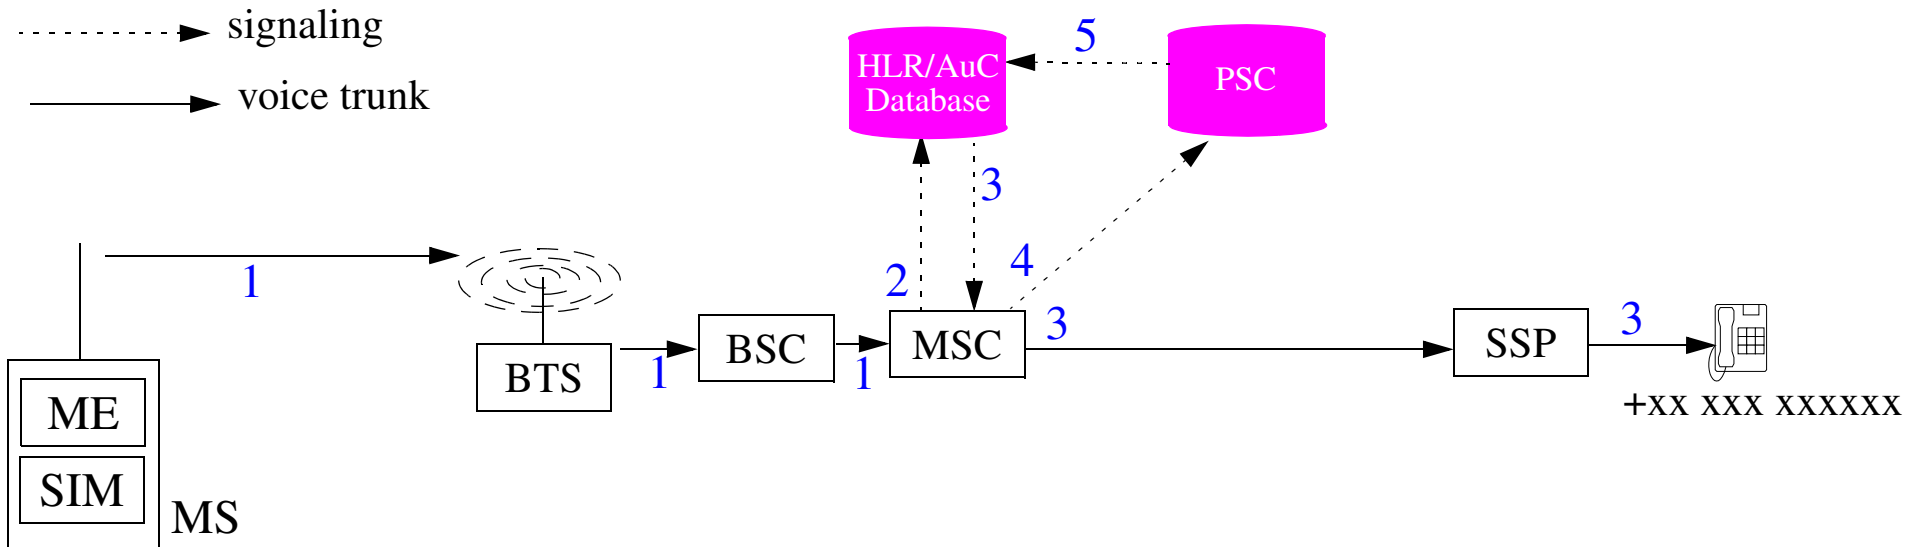 signaling
voice trunk
HLR/AuC
Database
5
PSC
3
1
2
4
3
3
BTS
1
BSC
1
MSC
SSP
+xx xxx xxxxxx
ME
SIM
MS